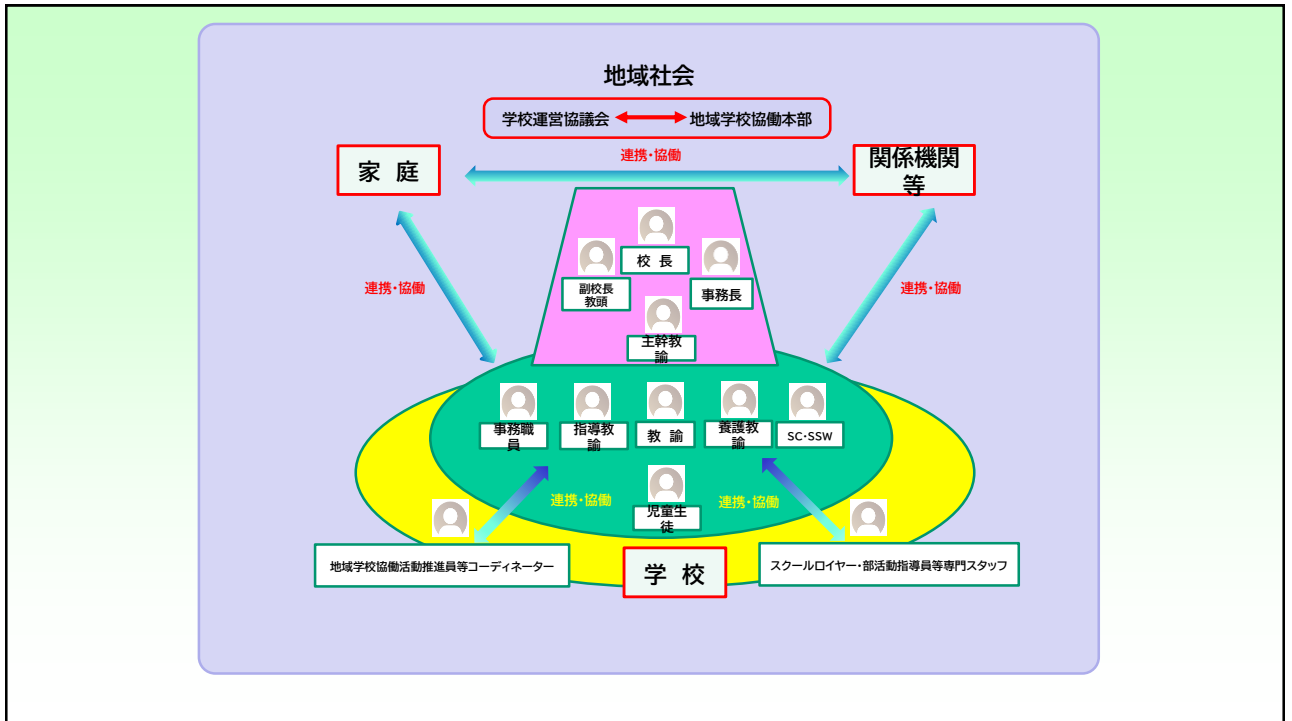 地域社会
学校運営協議会
地域学校協働本部
連携・協働
家 庭
関係機関
等
校 長
副校長
教頭
事務長
連携・協働
連携・協働
主幹教
諭
事務職
員
指導教
諭
教 諭
養護教
諭
SC・SSW
連携・協働
連携・協働
児童生
徒
地域学校協働活動推進員等コーディネーター
学 校
スクールロイヤー・部活動指導員等専門スタッフ